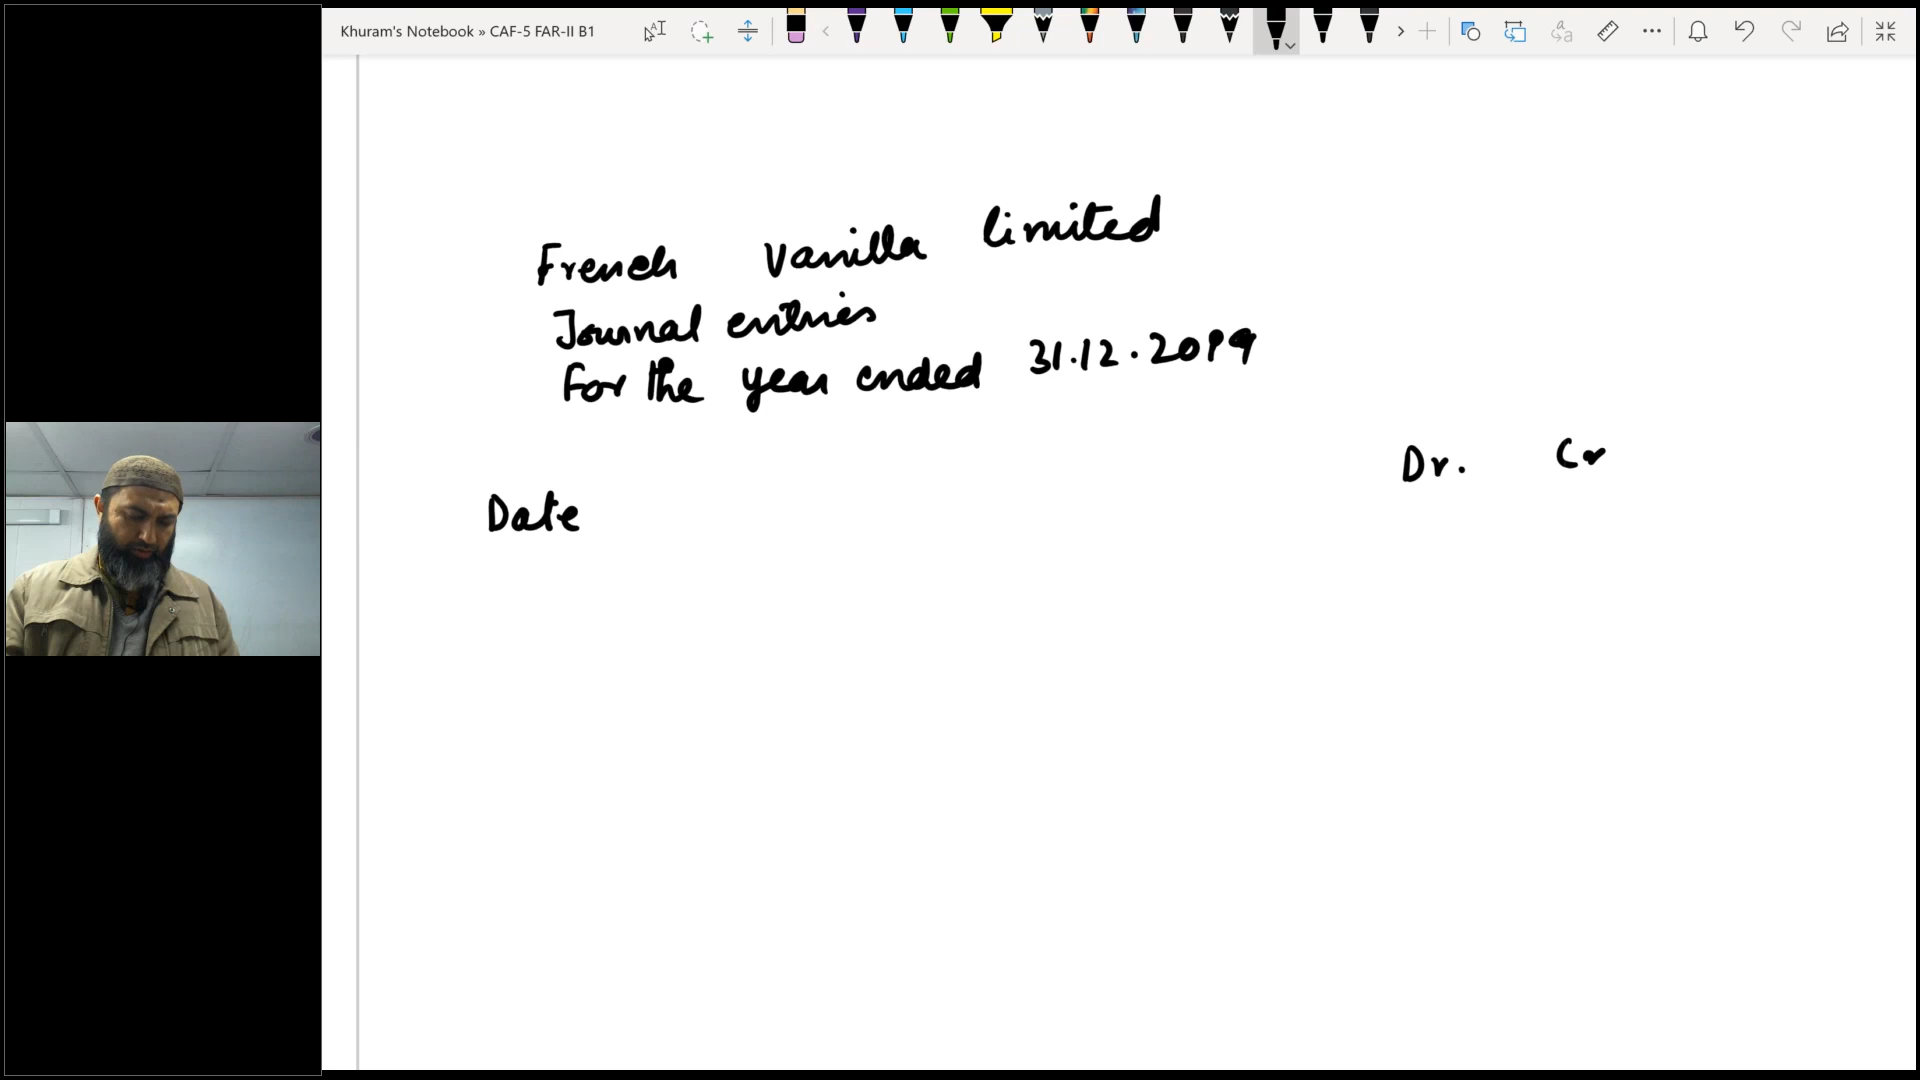 Khuram's Notebook » CAF-5 FAR-II B1
French Vanilla limited
Journal entries
For the year ended 31.12.2019
Dr. Cr
Date